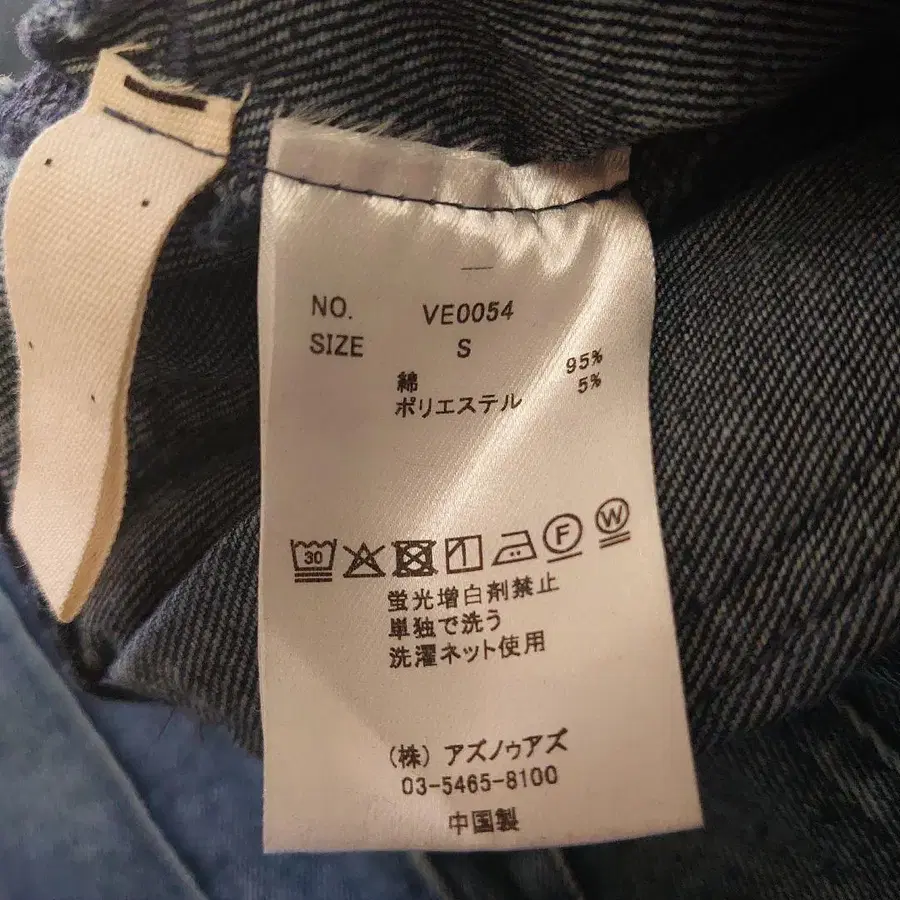 NO. VE0054
SIZE S
綿 95%
ポリエステル 5%
30 F W
蛍光増白剤禁止
単独で洗う
洗濯ネット使用
(株) アズノゥアズ
03-5465-8100
中国製